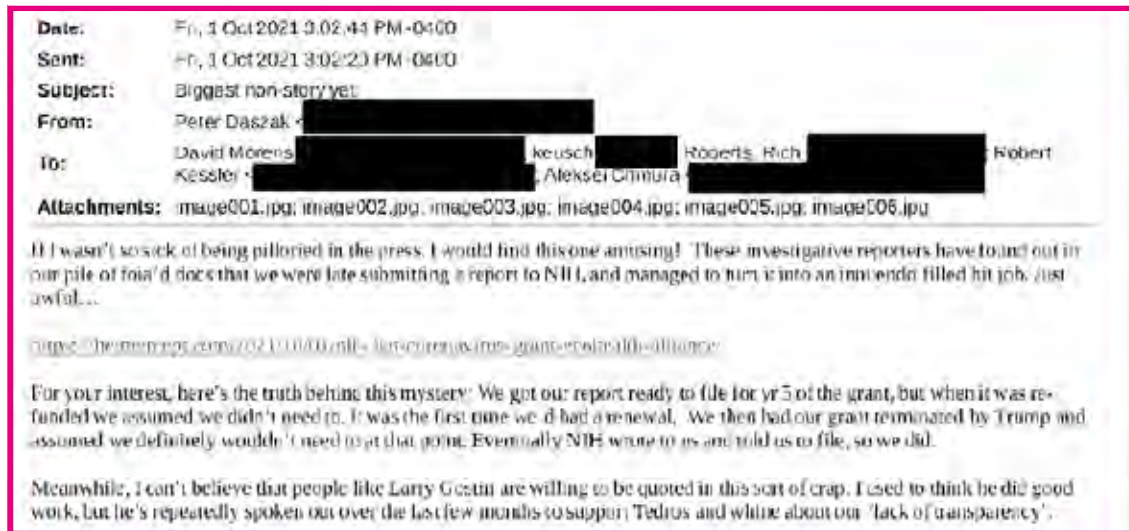 Date: Fri, 1 Oct 2021 3:02:44 PM -0400
Sent: Fri, 1 Oct 2021 3:02:20 PM -0400
Subject: Biggest non-story yet
From: Peter Daszak <
To: David Morens keusch Roberts, Rich ; Robert
Kessler < , Aleksei Chmura <
Attachments: image001.jpg; image002.jpg; image003.jpg; image004.jpg; image005.jpg; image006.jpg
If I wasn't so sick of being pilloried in the press, I would find this one amusing! These investigative reporters have found out in
our pile of foia'd docs that we were late submitting a report to NIH, and managed to turn it into an innuendo filled hit job. Just
awful…
For your interest, here's the truth behind this mystery: We got our report ready to file for yr 5 of the grant, but when it was re-
funded we assumed we didn't need to. It was the first time we'd had a renewal. We then had our grant terminated by Trump and
assumed we definitely wouldn't need to at that point. Eventually NIH wrote to us and told us to file, so we did.
Meanwhile, I can't believe that people like Larry Gostin are willing to be quoted in this sort of crap. I used to think he did good
work, but he's repeatedly spoken out over the last few months to support Tedros and whine about our 'lack of transparency'.